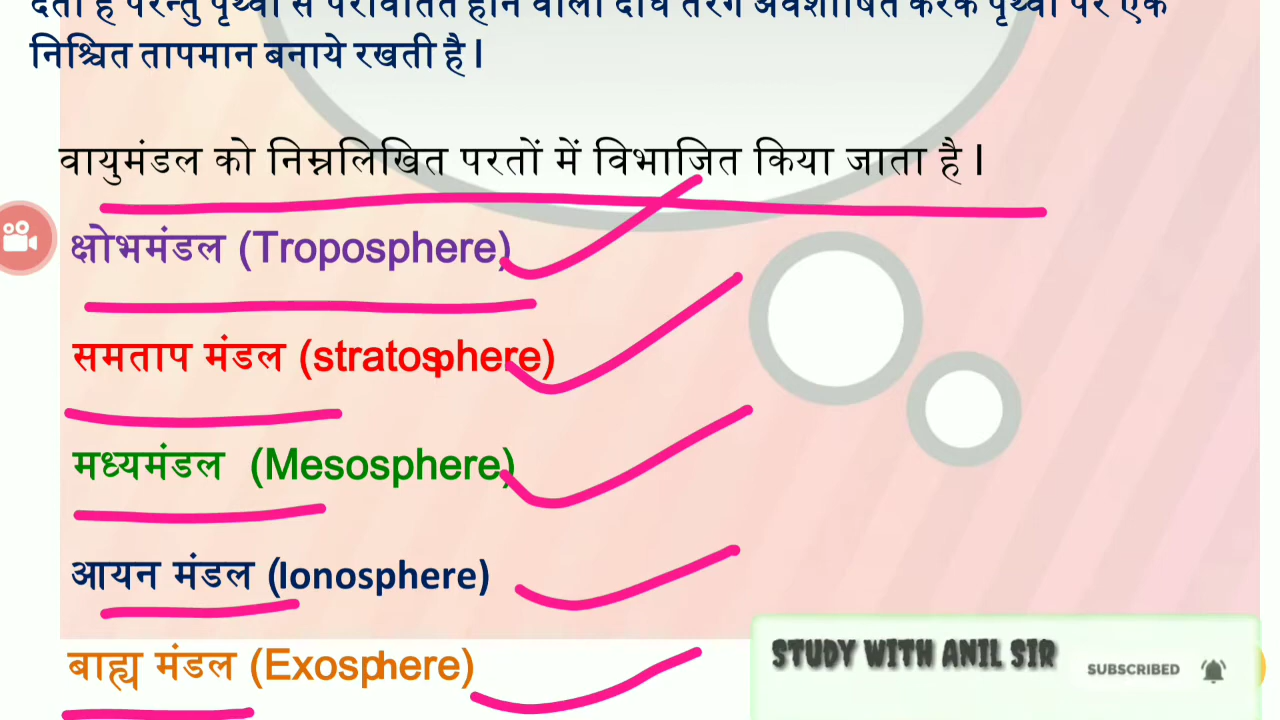 निश्चित तापमान बनाये रखती है ।
वायुमंडल को निम्नलिखित परतों में विभाजित किया जाता है ।
क्षोभमंडल (Troposphere)
समताप मंडल (stratosphere)
मध्यमंडल (Mesosphere)
आयन मंडल (Ionosphere)
बाह्य मंडल (Exosphere)
STUDY WITH ANIL SIR
SUBSCRIBED